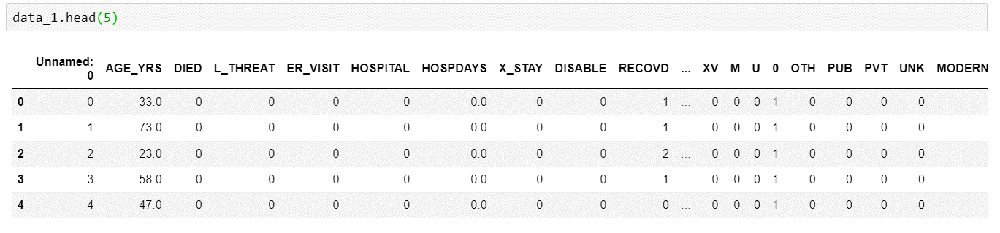 data_1.head(5)
Unnamed: 0 AGE_YRS DIED L_THREAT ER_VISIT HOSPITAL HOSPDAYS X_STAY DISABLE RECOVD ... XV M U 0 OTH PUB PVT UNK MODERN
0 0 33.0 0 0 0 0 0.0 0 0 1 ... 0 0 0 1 0 0 0 0
1 1 73.0 0 0 0 0 0.0 0 0 1 ... 0 0 0 1 0 0 0 0
2 2 23.0 0 0 0 0 0.0 0 0 2 ... 0 0 0 1 0 0 0 0
3 3 58.0 0 0 0 0 0.0 0 0 1 ... 0 0 0 1 0 0 0 0
4 4 47.0 0 0 0 0 0.0 0 0 0 ... 0 0 0 1 0 0 0 0